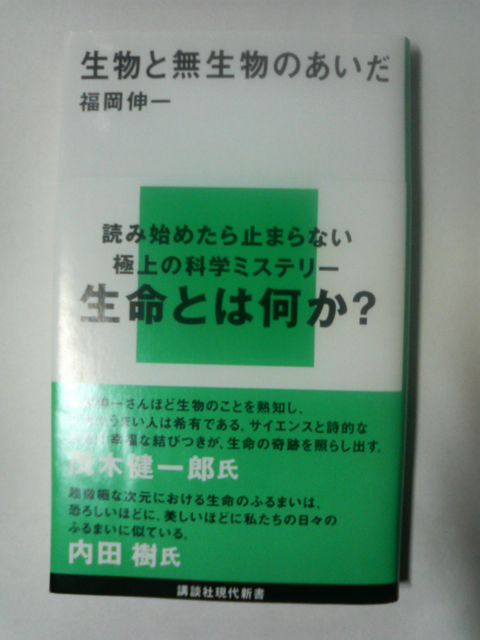 生物と無生物のあいだ
福岡伸一
読み始めたら止まらない
極上の科学ミステリー
生命とは何か?
さんほど生物のことを熟知し、
い人は希有である。サイエンスと詩的な
な結びつきが、生命の奇跡を照らし出す。
茂木健一郎氏
な次元における生命のふるまいは、
恐ろしいほどに、美しいほどに私たちの日々の
ふるまいに似ている。
内田 樹氏
講談社現代新書